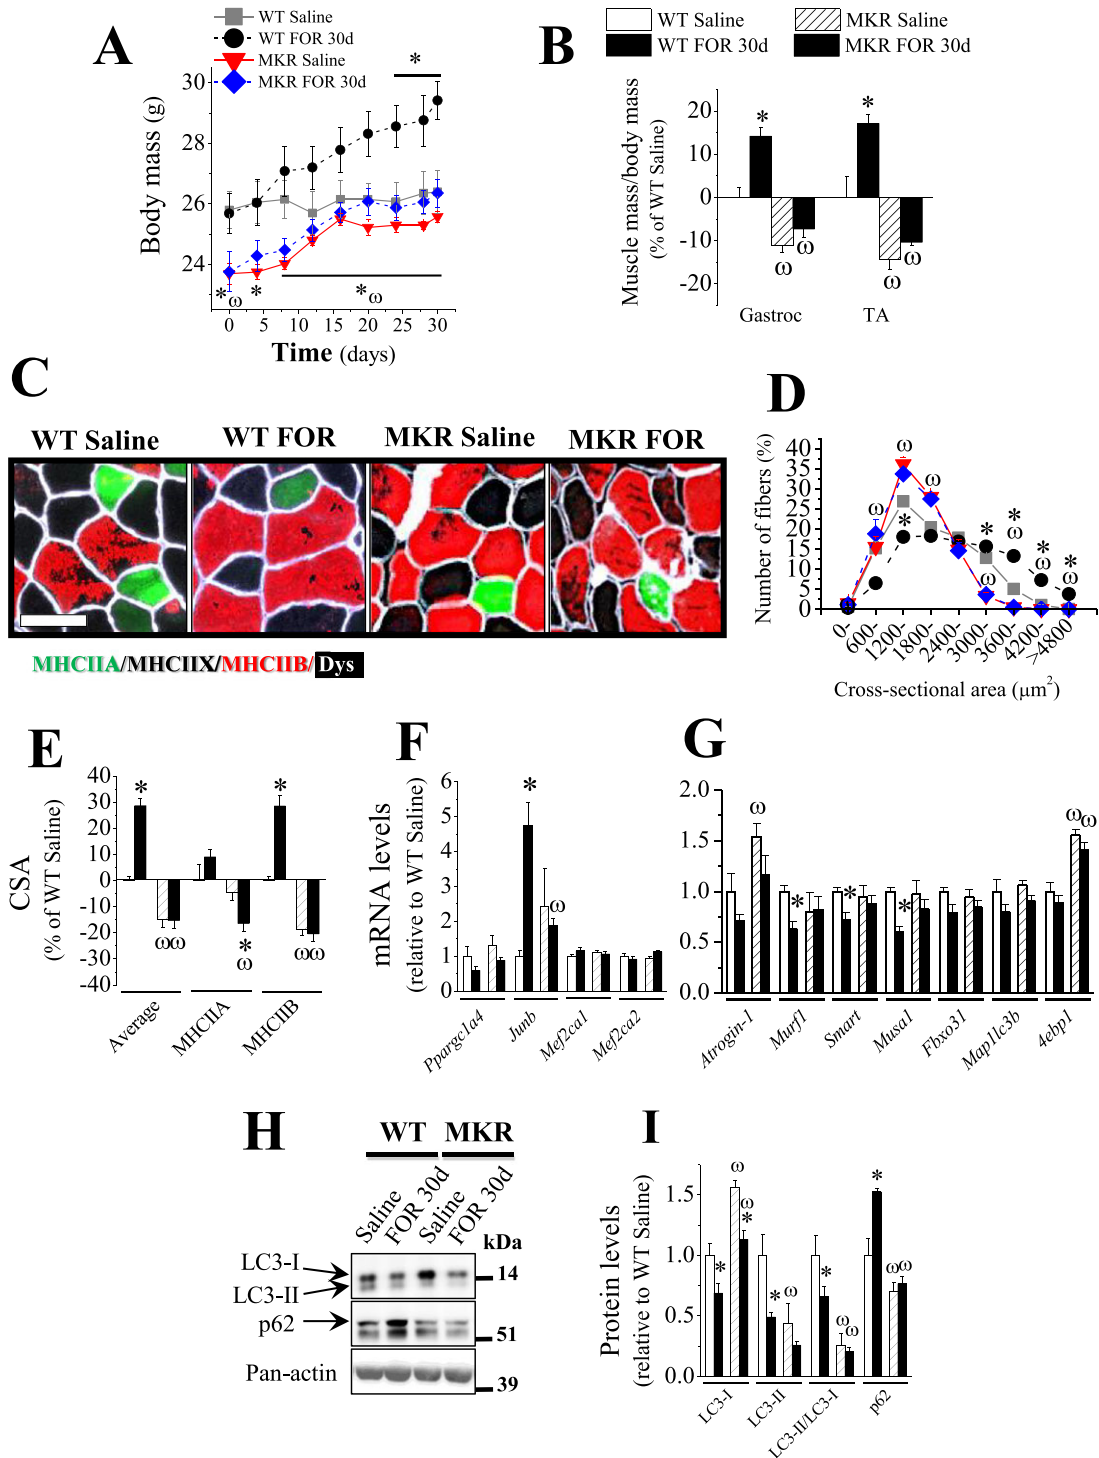 A
WT Saline
WT FOR 30d
MKR Saline
MKR FOR 30d
*
30
28
26
24
Body mass (g)
*ω
*
*ω
0 5 10 15 20 25 30
Time (days)
B
WT Saline
MKR Saline
WT FOR 30d
MKR FOR 30d
Muscle mass/body mass
(% of WT Saline)
20
10
0
-10
-20
* *
ω ω ω ω
Gastroc TA
C
WT Saline WT FOR MKR Saline MKR FOR
MHCIIA/MHCIIX/MHCIIB/Dys
D
Number of fibers (%)
40
35
30
25
20
15
10
5
0
ω ω ω * * ω * ω * ω * ω
0- 600- 1200- 1800- 2400- 3000- 3600- 4200- >4800
Cross-sectional area (μm²)
E
CSA
(% of WT Saline)
40
30
20
10
0
-10
-20
-30
-40
* *
ωω * ω ωω
Average MHCIIA MHCIIB
F
mRNA levels
(relative to WT Saline)
6
5
4
3
2
1
0
* ω
Ppargc1a4 Junb Mef2ca1 Mef2ca2
G
2.0
1.5
1.0
0.5
0.0
ω * * * ω ω
Atrogin-1 Murf1 Smart Musa1 Fbxo31 Map1lc3b 4ebp1
H
WT MKR
Saline FOR 30d Saline FOR 30d
kDa
LC3-I
14
LC3-II
p62
51
Pan-actin
39
I
Protein levels
(relative to WT Saline)
1.5
1.0
0.5
0.0
* ω ω * * ω * ω ω * ω ω
LC3-I LC3-II LC3-II/LC3-I p62